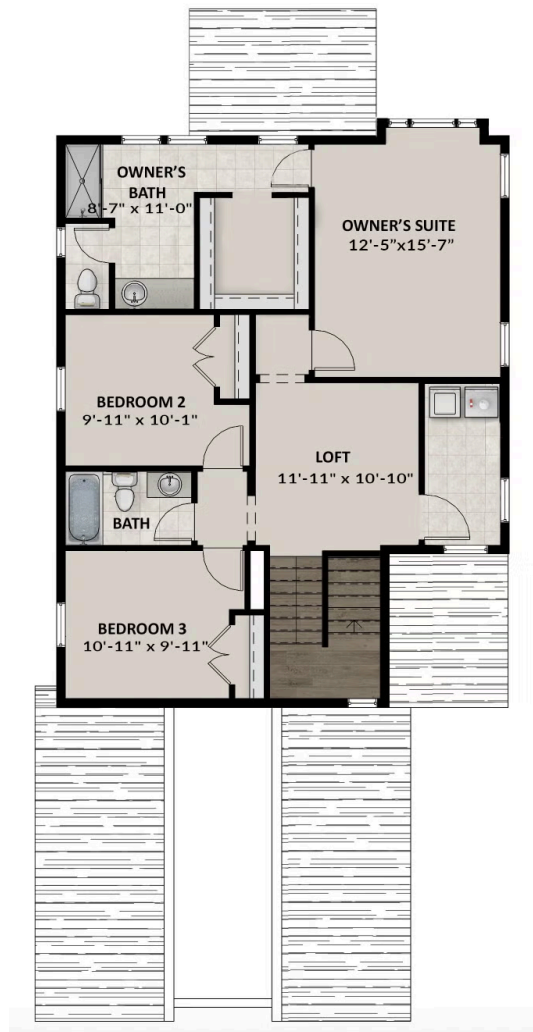 OWNER'S
BATH
8'-7" x 11'-0"
OWNER'S SUITE
12'-5"x15'-7"
BEDROOM 2
9'-11" x 10'-1"
LOFT
11'-11" x 10'-10"
BATH
BEDROOM 3
10'-11" x 9'-11"